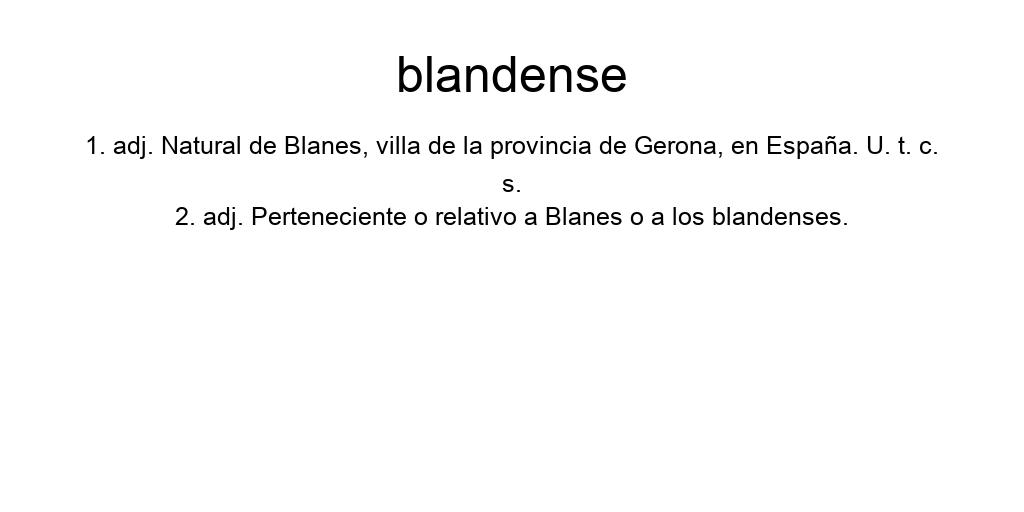 blandense
1. adj. Natural de Blanes, villa de la provincia de Gerona, en España. U. t. c.
s.
2. adj. Perteneciente o relativo a Blanes o a los blandenses.